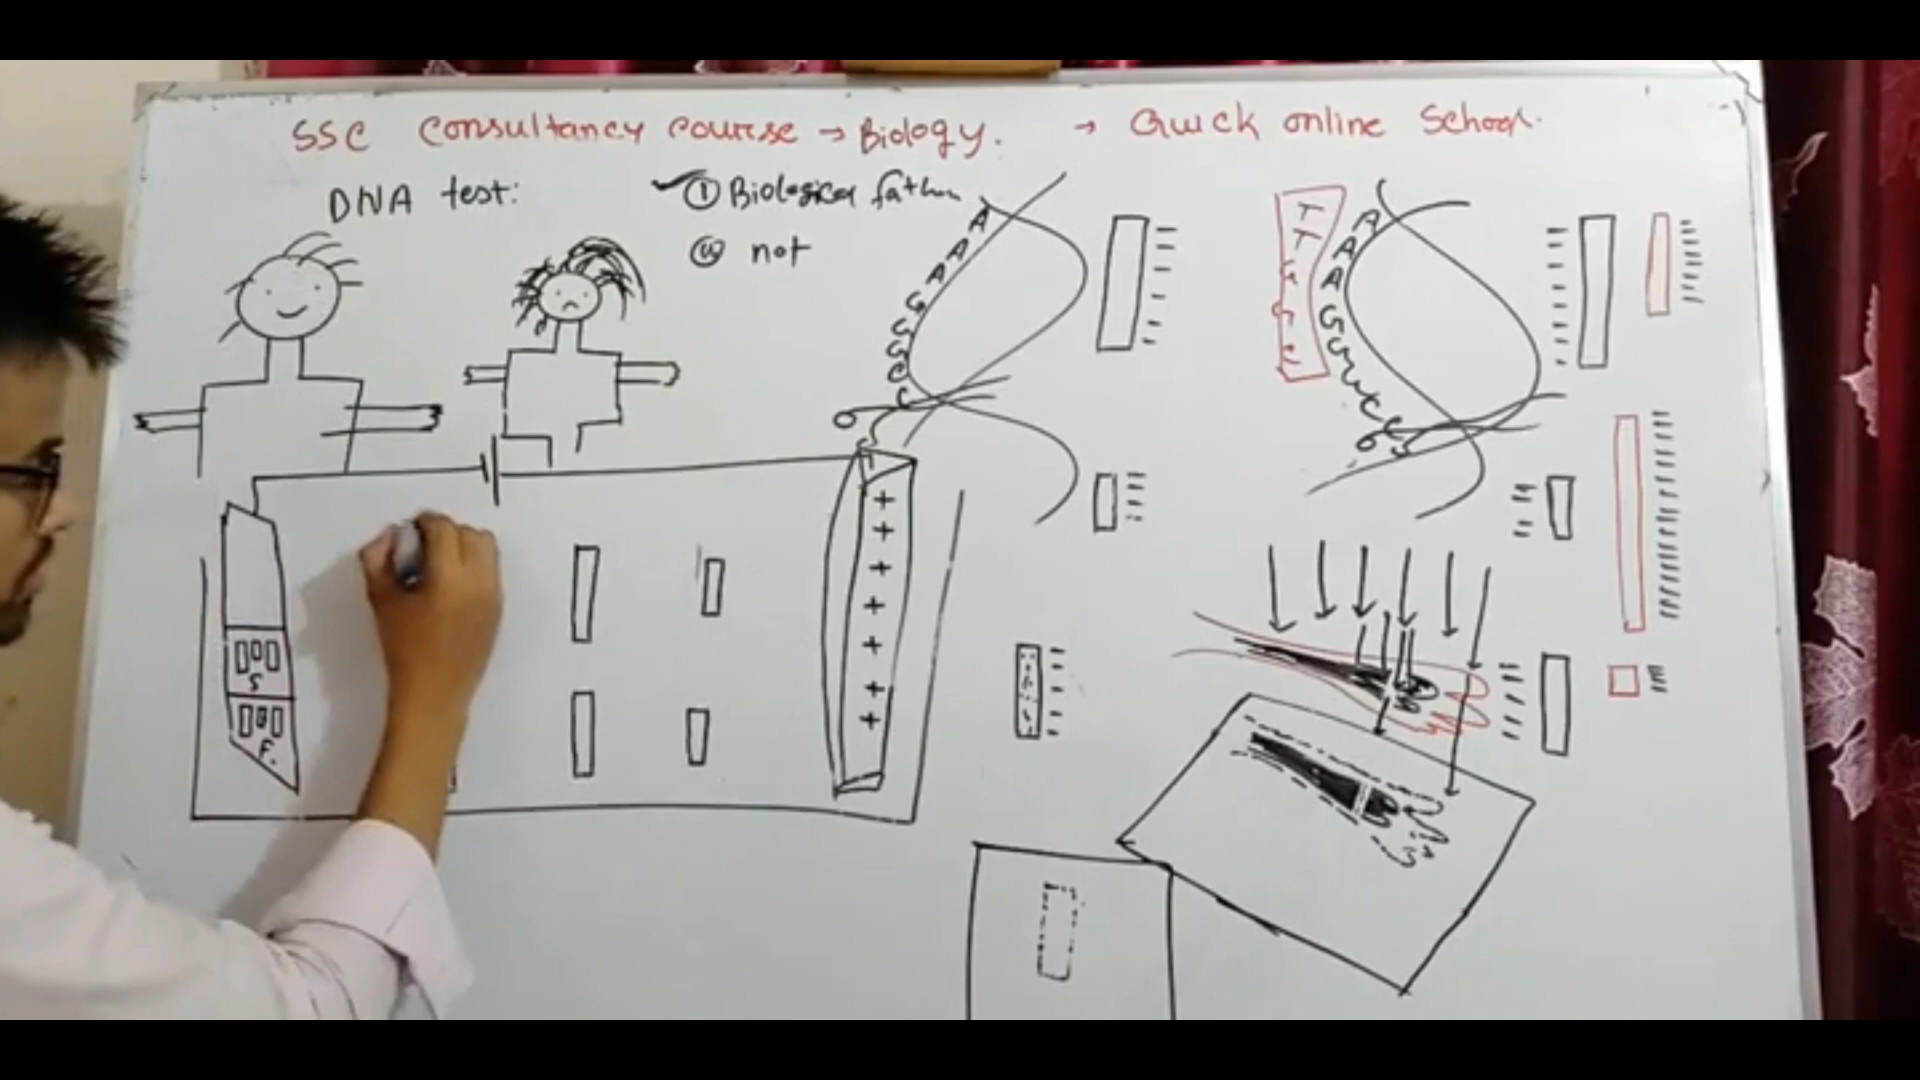 SSC Consultancy course → Biology. → Quick online School.
DNA test:
① Biological father
② not
A
A
A
G
G
G
C
C
T
T
A
A
A
G
G
C
S
F.
+
+
+
+
+
+
+